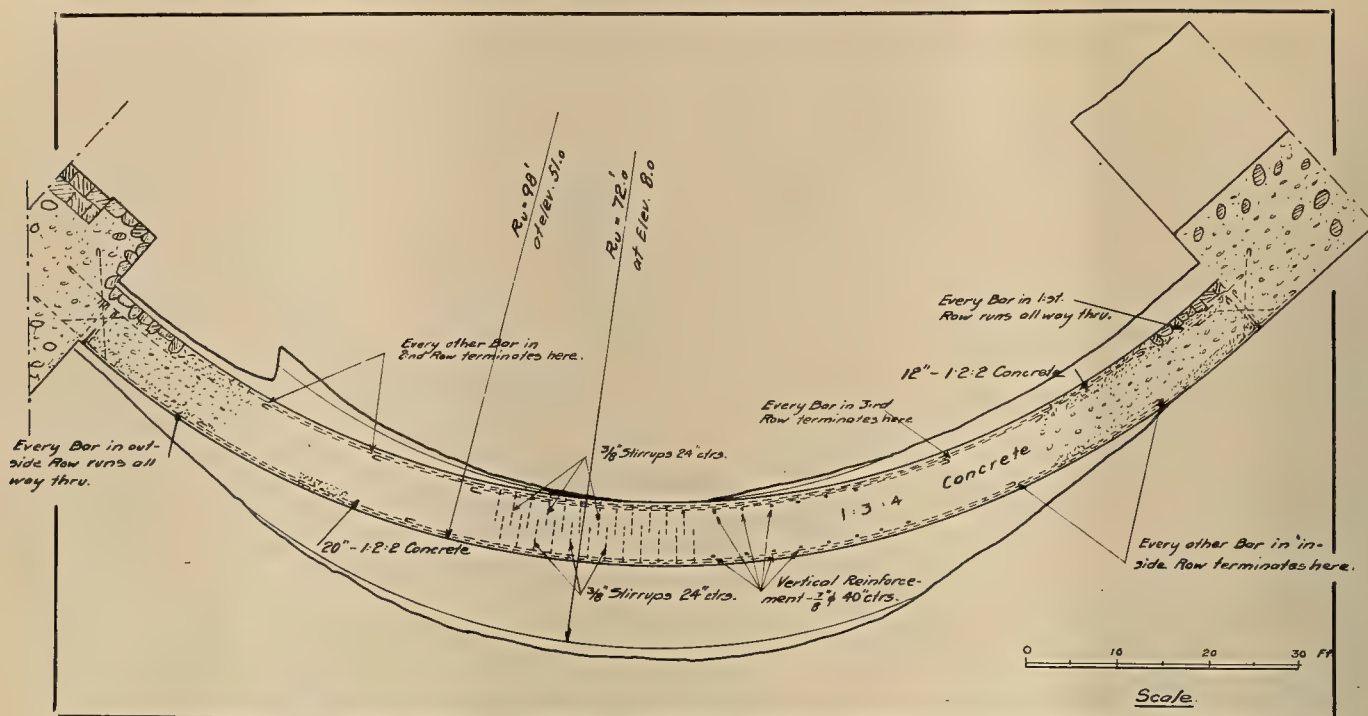 Ru = 98'
at elev. 51.0
Ru = 72.'0
at Elev. 8.0
Every Bar in 1st.
Row runs all way thru.
Every other Bar in
2nd Row terminates here.
12" - 1:2:2 Concrete
Every Bar in 3rd
Row terminates here
Every Bar in out-
side Row runs all
way thru.
3/8" Stirrups 24" ctrs.
1:3:4 Concrete
20" - 1:2:2 Concrete
3/8" Stirrups 24" ctrs.
Vertical Reinforce-
ment - 7/8" φ 40" ctrs.
Every other Bar in in-
side Row terminates here.
0 10 20 30 Ft.
Scale.